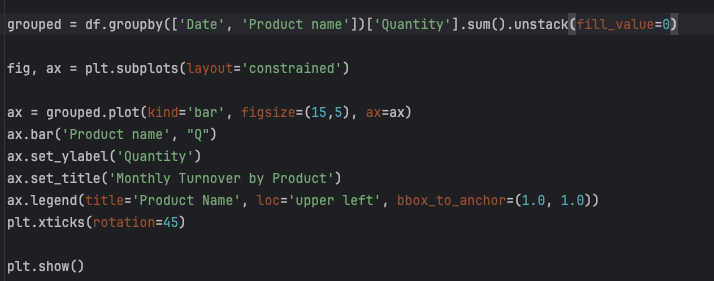 grouped = df.groupby(['Date', 'Product name'])['Quantity'].sum().unstack(fill_value=0)
fig, ax = plt.subplots(layout='constrained')
ax = grouped.plot(kind='bar', figsize=(15,5), ax=ax)
ax.bar('Product name', "Q")
ax.set_ylabel('Quantity')
ax.set_title('Monthly Turnover by Product')
ax.legend(title='Product Name', loc='upper left', bbox_to_anchor=(1.0, 1.0))
plt.xticks(rotation=45)
plt.show()